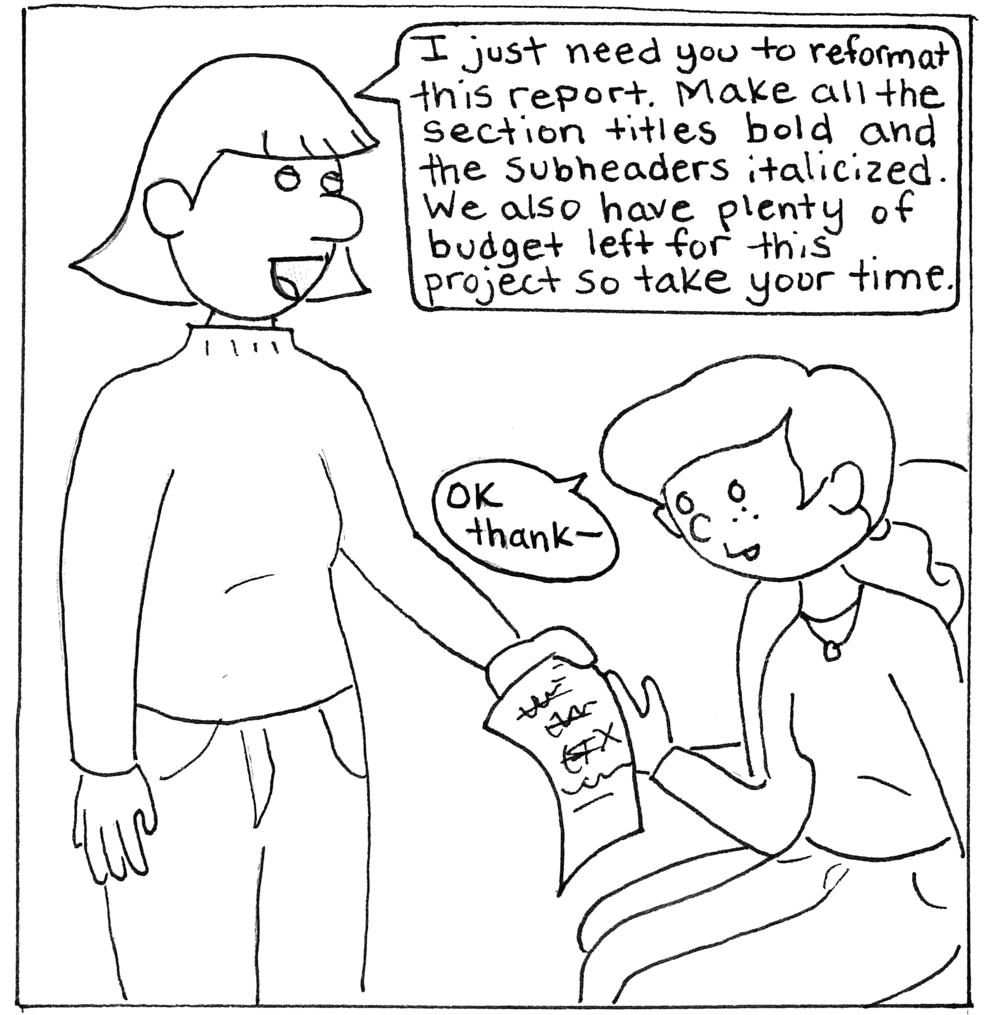 I just need you to reformat
this report. Make all the
section titles bold and
the subheaders italicized.
We also have plenty of
budget left for this
project so take your time.
OK
thank—